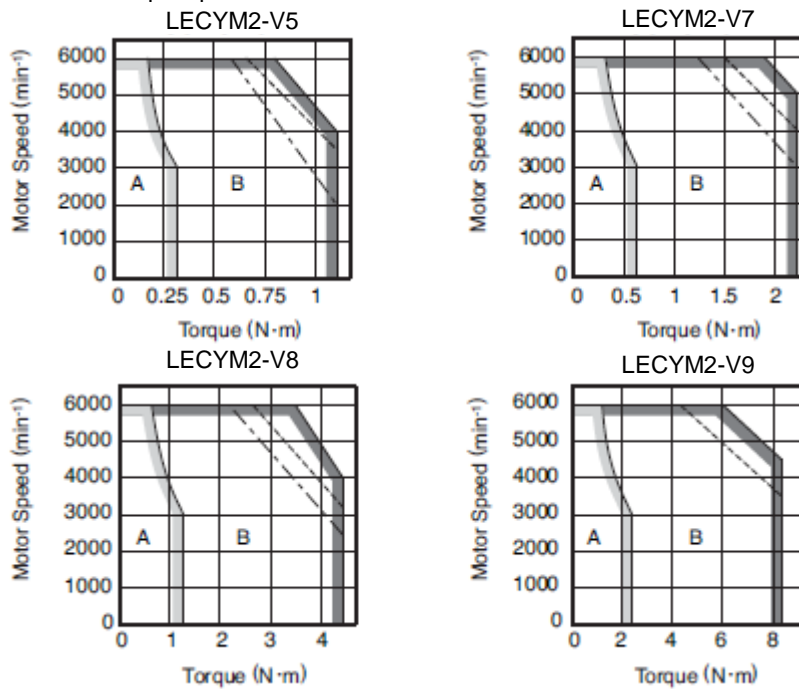 LECYM2-V5
Motor Speed (min⁻¹)
6000
5000
4000
3000
2000
1000
0
A
B
0 0.25 0.5 0.75 1
Torque (N·m)
LECYM2-V7
Motor Speed (min⁻¹)
6000
5000
4000
3000
2000
1000
0
A
B
0 0.5 1 1.5 2
Torque (N·m)
LECYM2-V8
Motor Speed (min⁻¹)
6000
5000
4000
3000
2000
1000
0
A
B
0 1 2 3 4
Torque (N·m)
LECYM2-V9
Motor Speed (min⁻¹)
6000
5000
4000
3000
2000
1000
0
A
B
0 2 4 6 8
Torque (N·m)